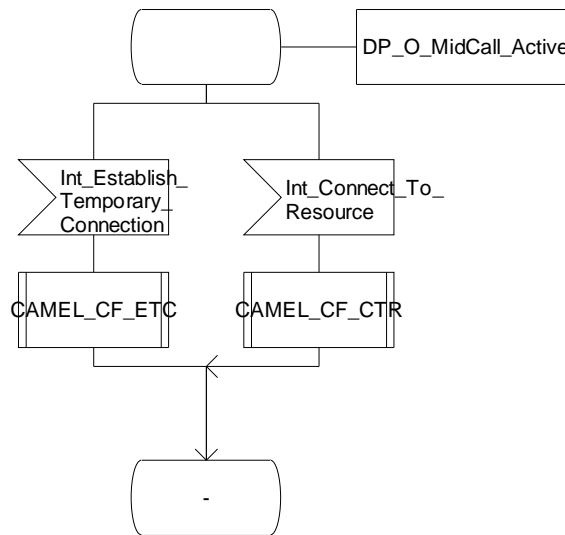 DP_O_MidCall_Active
Int_Establish_
Temporary_
Connection
Int_Connect_To_
Resource
CAMEL_CF_ETC
CAMEL_CF_CTR
-